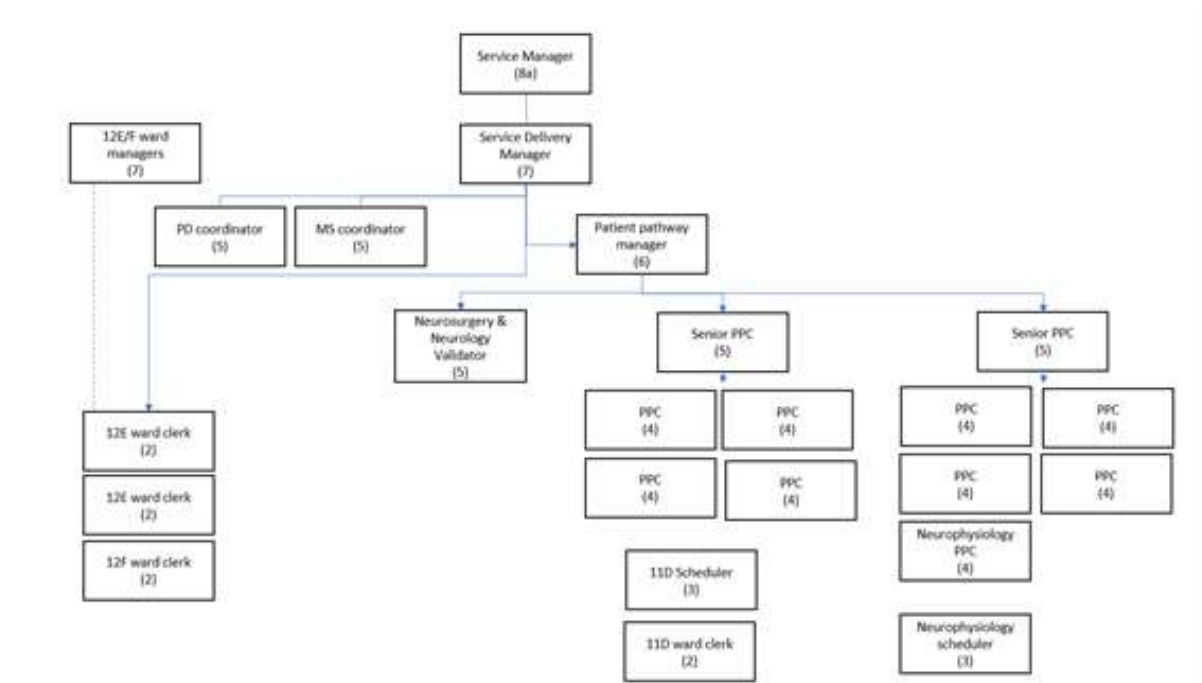 Service Manager
(8a)
12E/F ward
managers
(7)
Service Delivery
Manager
(7)
PD coordinator
(5)
MS coordinator
(5)
Patient pathway
manager
(6)
Neurosurgery &
Neurology
Validator
(5)
Senior PPC
(5)
Senior PPC
(5)
PPC
(4)
PPC
(4)
PPC
(4)
PPC
(4)
PPC
(4)
PPC
(4)
PPC
(4)
PPC
(4)
Neurophysiology
PPC
(4)
12E ward clerk
(2)
12E ward clerk
(2)
12F ward clerk
(2)
11D Scheduler
(3)
11D ward clerk
(2)
Neurophysiology
scheduler
(3)